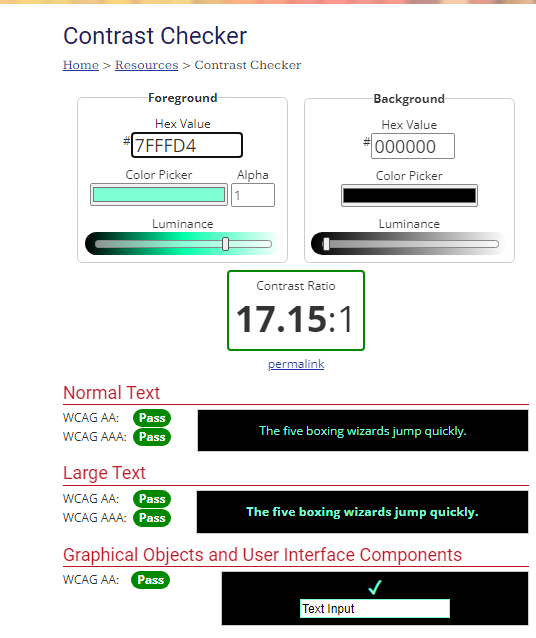 Contrast Checker
Home > Resources > Contrast Checker
Foreground
Hex Value
# 7FFFD4
Color Picker Alpha
1
Luminance
Background
Hex Value
# 000000
Color Picker
Luminance
Contrast Ratio
17.15:1
permalink
Normal Text
WCAG AA: Pass
WCAG AAA: Pass
The five boxing wizards jump quickly.
Large Text
WCAG AA: Pass
WCAG AAA: Pass
The five boxing wizards jump quickly.
Graphical Objects and User Interface Components
WCAG AA: Pass
✓
Text Input